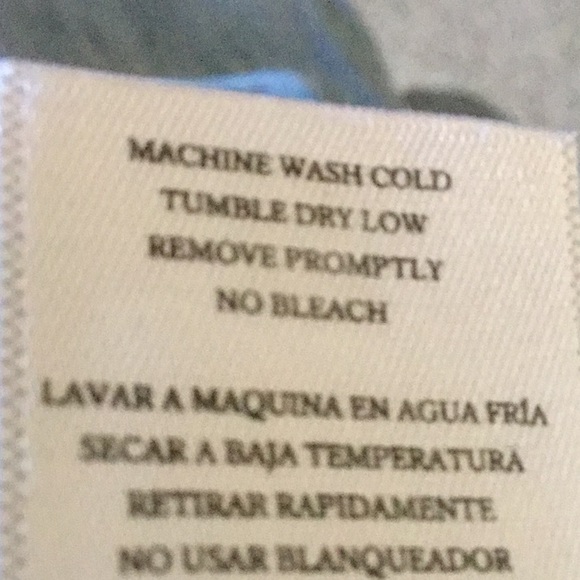 MACHINE WASH COLD
TUMBLE DRY LOW
REMOVE PROMPTLY
NO BLEACH
LAVAR A MAQUINA EN AGUA FRÍA
SECAR A BAJA TEMPERATURA
RETIRAR RAPIDAMENTE
NO USAR BLANQUEADOR